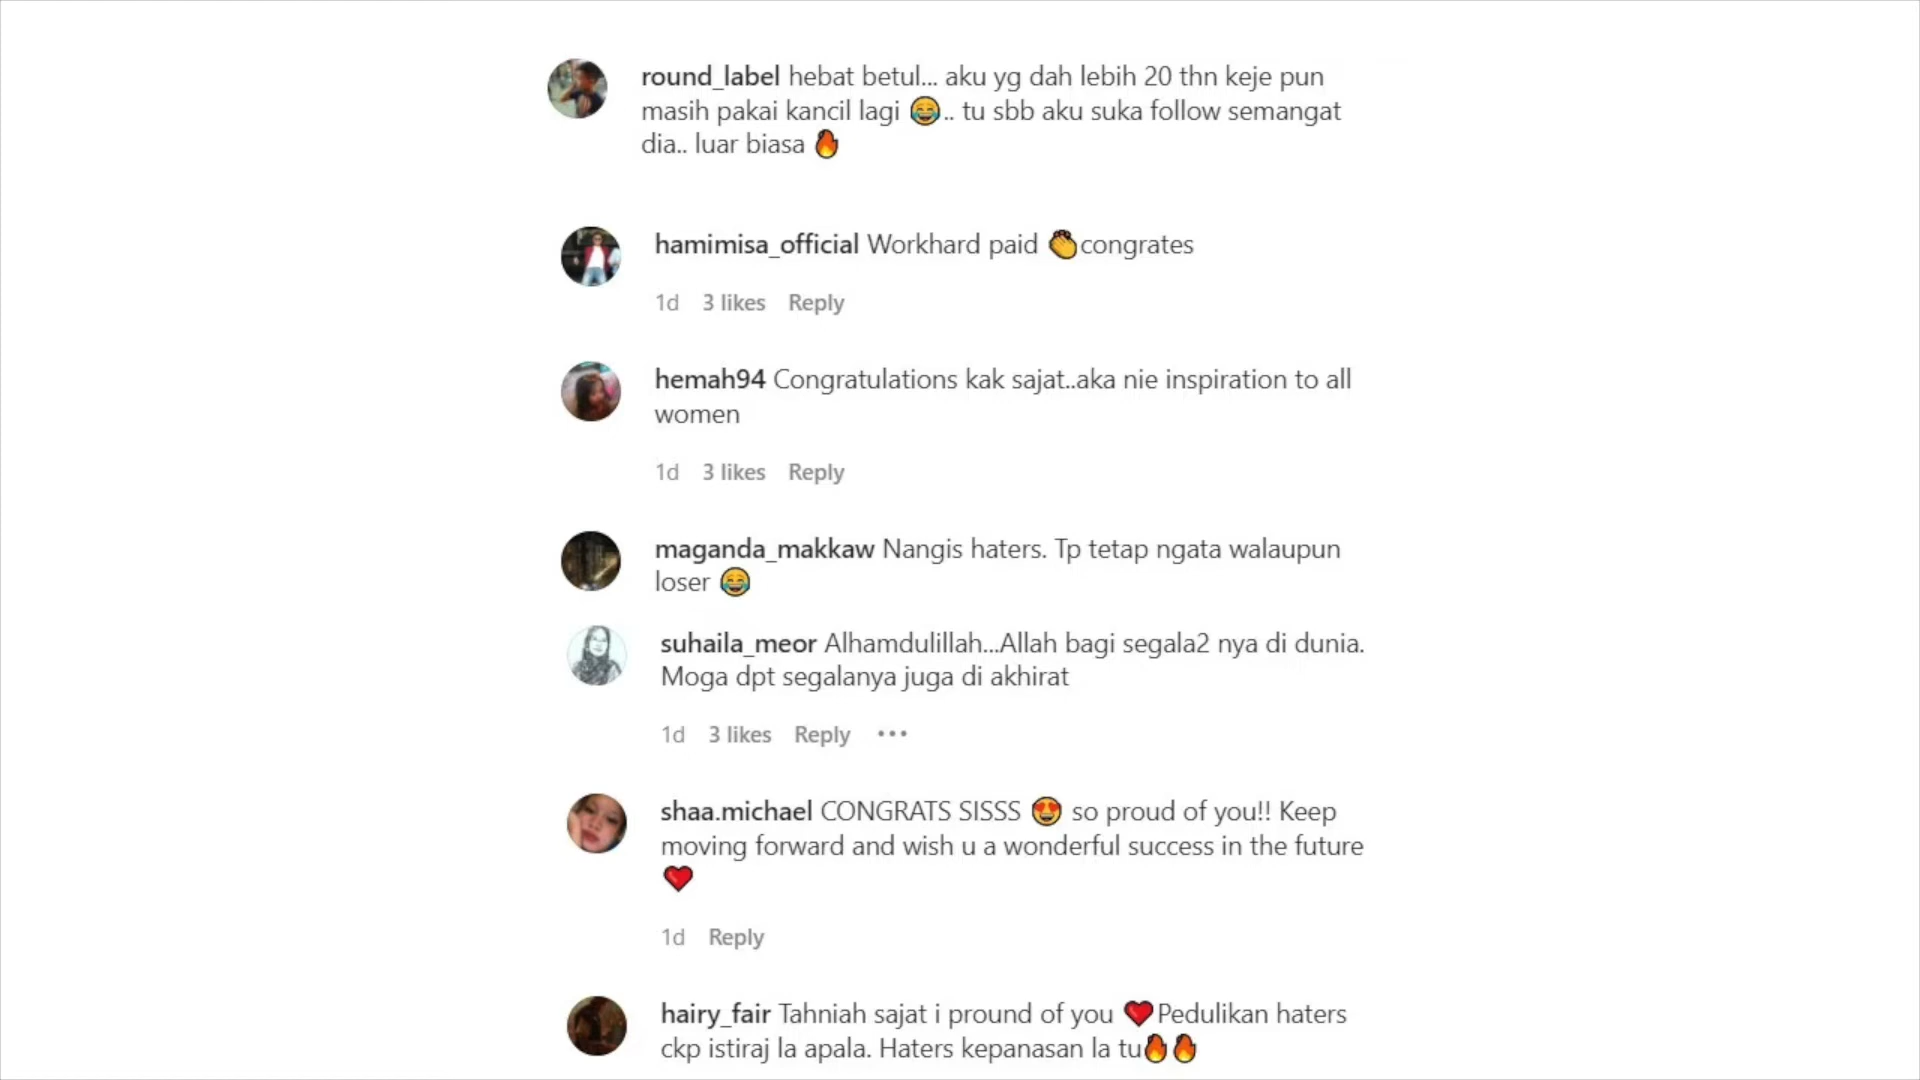 round_label hebat betul... aku yg dah lebih 20 thn keje pun
masih pakai kancil lagi 😂.. tu sbb aku suka follow semangat
dia.. luar biasa 🔥
hamimisa_official Workhard paid 👏congrates
1d 3 likes Reply
hemah94 Congratulations kak sajat..aka nie inspiration to all
women
1d 3 likes Reply
maganda_makkaw Nangis haters. Tp tetap ngata walaupun
loser 😂
suhaila_meor Alhamdulillah...Allah bagi segala2 nya di dunia.
Moga dpt segalanya juga di akhirat
1d 3 likes Reply •••
shaa.michael CONGRATS SISSS 😍 so proud of you!! Keep
moving forward and wish u a wonderful success in the future
❤️
1d Reply
hairy_fair Tahniah sajat i pround of you ❤️Pedulikan haters
ckp istiraj la apala. Haters kepanasan la tu🔥🔥